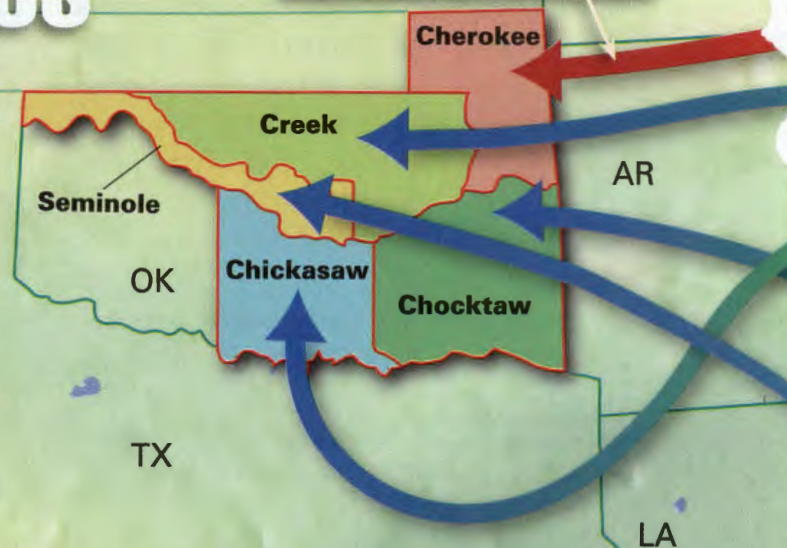 Cherokee
Creek
AR
Seminole
Chickasaw
OK
Chocktaw
TX
LA